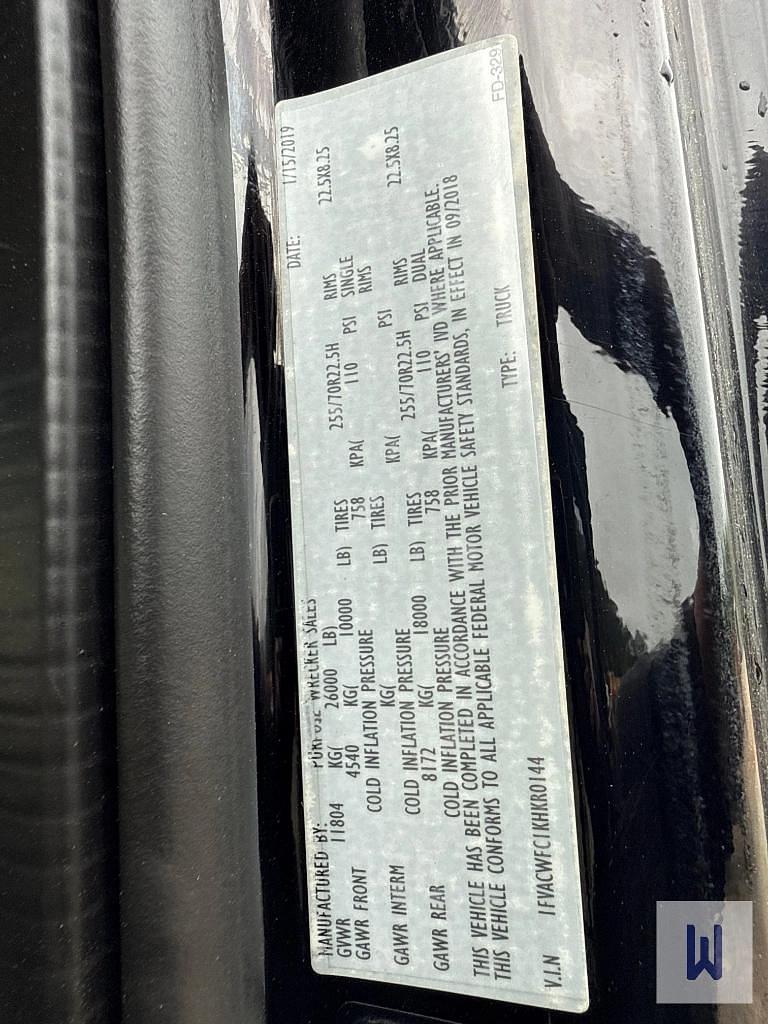 FD-329
MANUFACTURED BY: PURPOSE WRECKER SALES DATE: 1/15/2019
GVWR 11804 KG( 26000 LB)
GAWR FRONT 4540 KG( 10000 LB) TIRES 255/70R22.5H RIMS 22.5X8.25
COLD INFLATION PRESSURE 758 KPA( 110 PSI SINGLE
GAWR INTERM KG( LB) TIRES RIMS
COLD INFLATION PRESSURE KPA( PSI
GAWR REAR 8172 KG( 18000 LB) TIRES 255/70R22.5H RIMS 22.5X8.25
COLD INFLATION PRESSURE 758 KPA( 110 PSI DUAL
THIS VEHICLE HAS BEEN COMPLETED IN ACCORDANCE WITH THE PRIOR MANUFACTURERS' IVD WHERE APPLICABLE.
THIS VEHICLE CONFORMS TO ALL APPLICABLE FEDERAL MOTOR VEHICLE SAFETY STANDARDS, IN EFFECT IN 09/2018
V.I.N 1FVACWFC1KHKR0144 TYPE: TRUCK
W